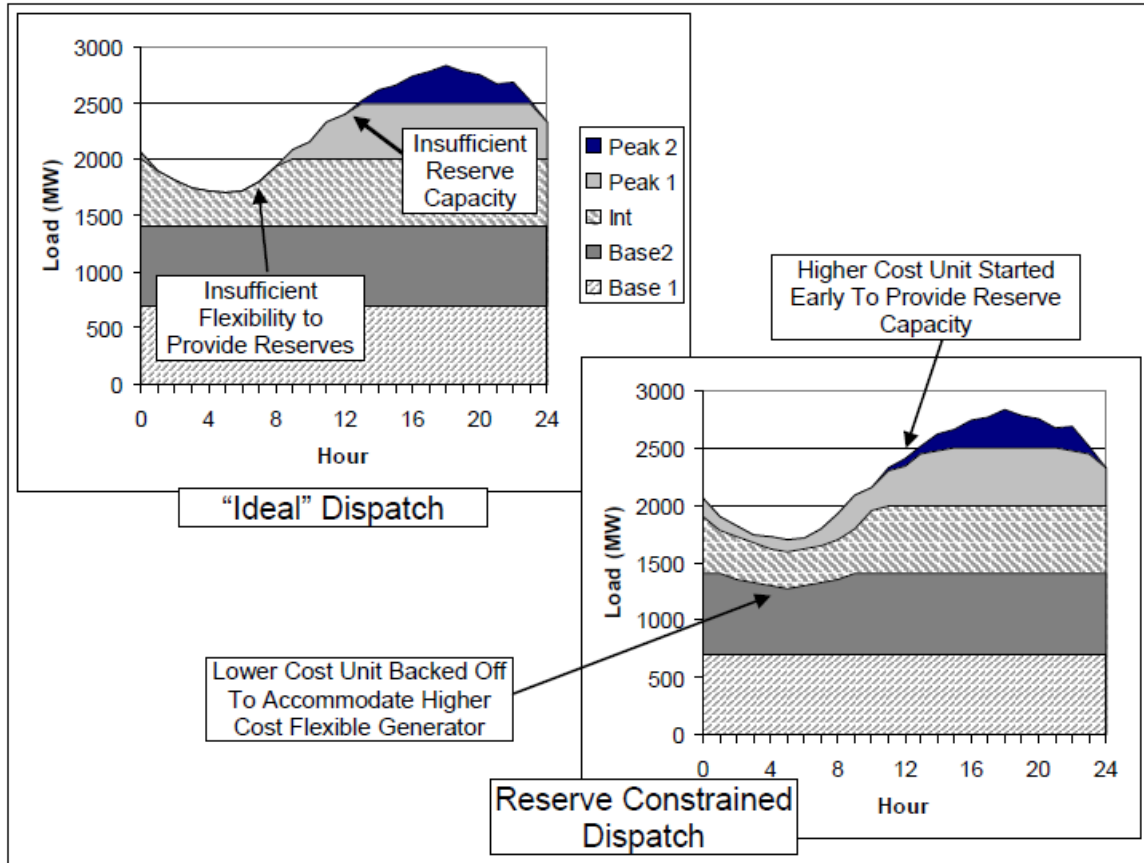 3000
2500
2000
1500
1000
500
0
Load (MW)
0 4 8 12 16 20 24
Hour
Insufficient
Reserve
Capacity
Insufficient
Flexibility to
Provide Reserves
Peak 2
Peak 1
Int
Base2
Base 1
“Ideal” Dispatch
Higher Cost Unit Started
Early To Provide Reserve
Capacity
3000
2500
2000
1500
1000
500
0
Load (MW)
0 4 8 12 16 20 24
Hour
Lower Cost Unit Backed Off
To Accommodate Higher
Cost Flexible Generator
Reserve Constrained
Dispatch